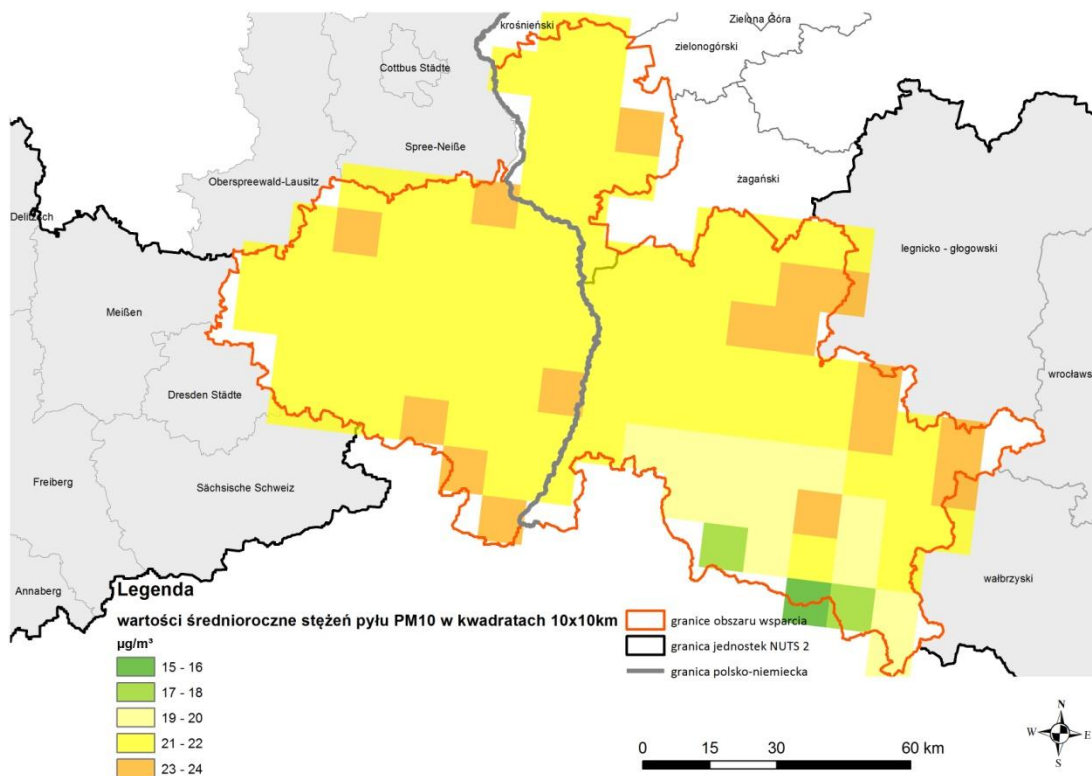 krośnieński
Zielona Góra
zielonogórski
Cottbus Städte
Spree-Neiße
Oberspreewald-Lausitz
żagański
Delitzsch
legnicko - głogowski
Meißen
wrocławs
Dresden Städte
Freiberg
Sächsische Schweiz
wałbrzyski
Annaberg
Legenda
wartości średnioroczne stężeń pyłu PM10 w kwadratach 10x10km
µg/m³
15 - 16
17 - 18
19 - 20
21 - 22
23 - 24
granice obszaru wsparcia
granica jednostek NUTS 2
granica polsko-niemiecka
0 15 30 60 km
N
W E
S